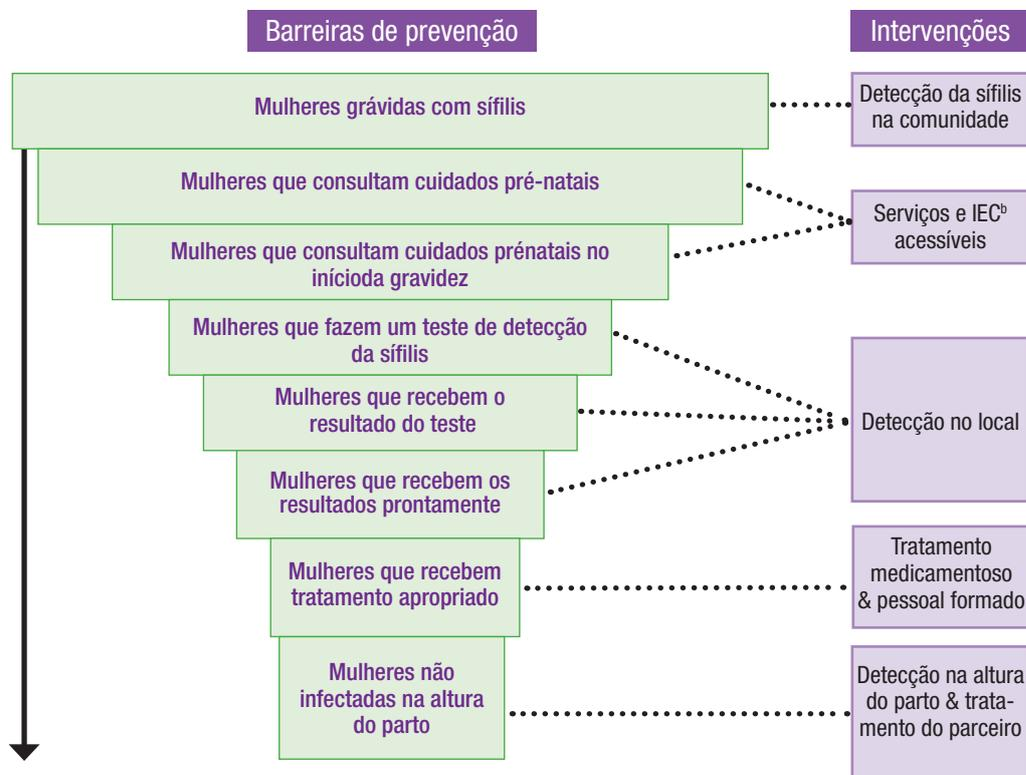 Barreiras de prevenção
Intervenções
Mulheres grávidas com sífilis
Detecção da sífilis
na comunidade
Mulheres que consultam cuidados pré-natais
Serviços e IECᵇ
acessíveis
Mulheres que consultam cuidados prénatais no
inícioda gravidez
Mulheres que fazem um teste de detecção
da sífilis
Mulheres que recebem o
resultado do teste
Mulheres que recebem os
resultados prontamente
Detecção no local
Mulheres que recebem
tratamento apropriado
Tratamento
medicamentoso
& pessoal formado
Mulheres não
infectadas na altura
do parto
Detecção na altura
do parto & trata-
mento do parceiro